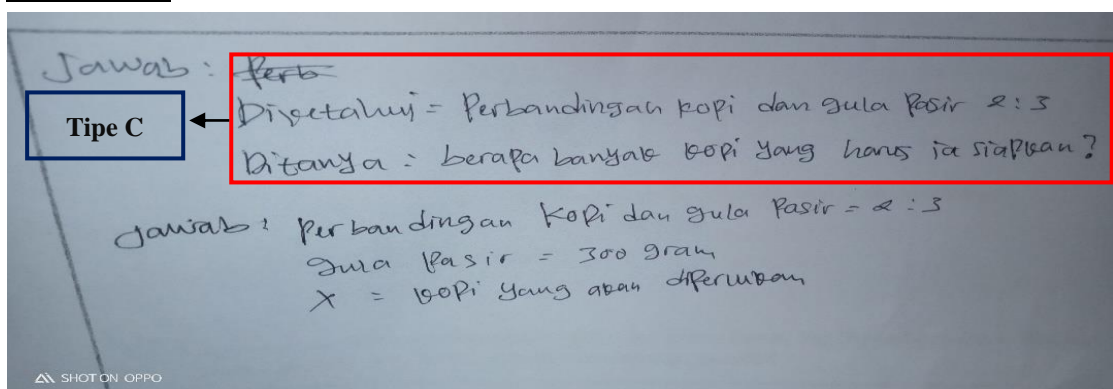 Jawab : Perb
Diketahui = Perbandingan kopi dan gula Pasir 2 : 3
Tipe C
Ditanya : berapa banyak kopi yang harus ia siapkan?
Jawab : Perbandingan kopi dan gula Pasir = 2 : 3
gula Pasir = 300 gram
X = kopi yang akan diperlukan
SHOT ON OPPO